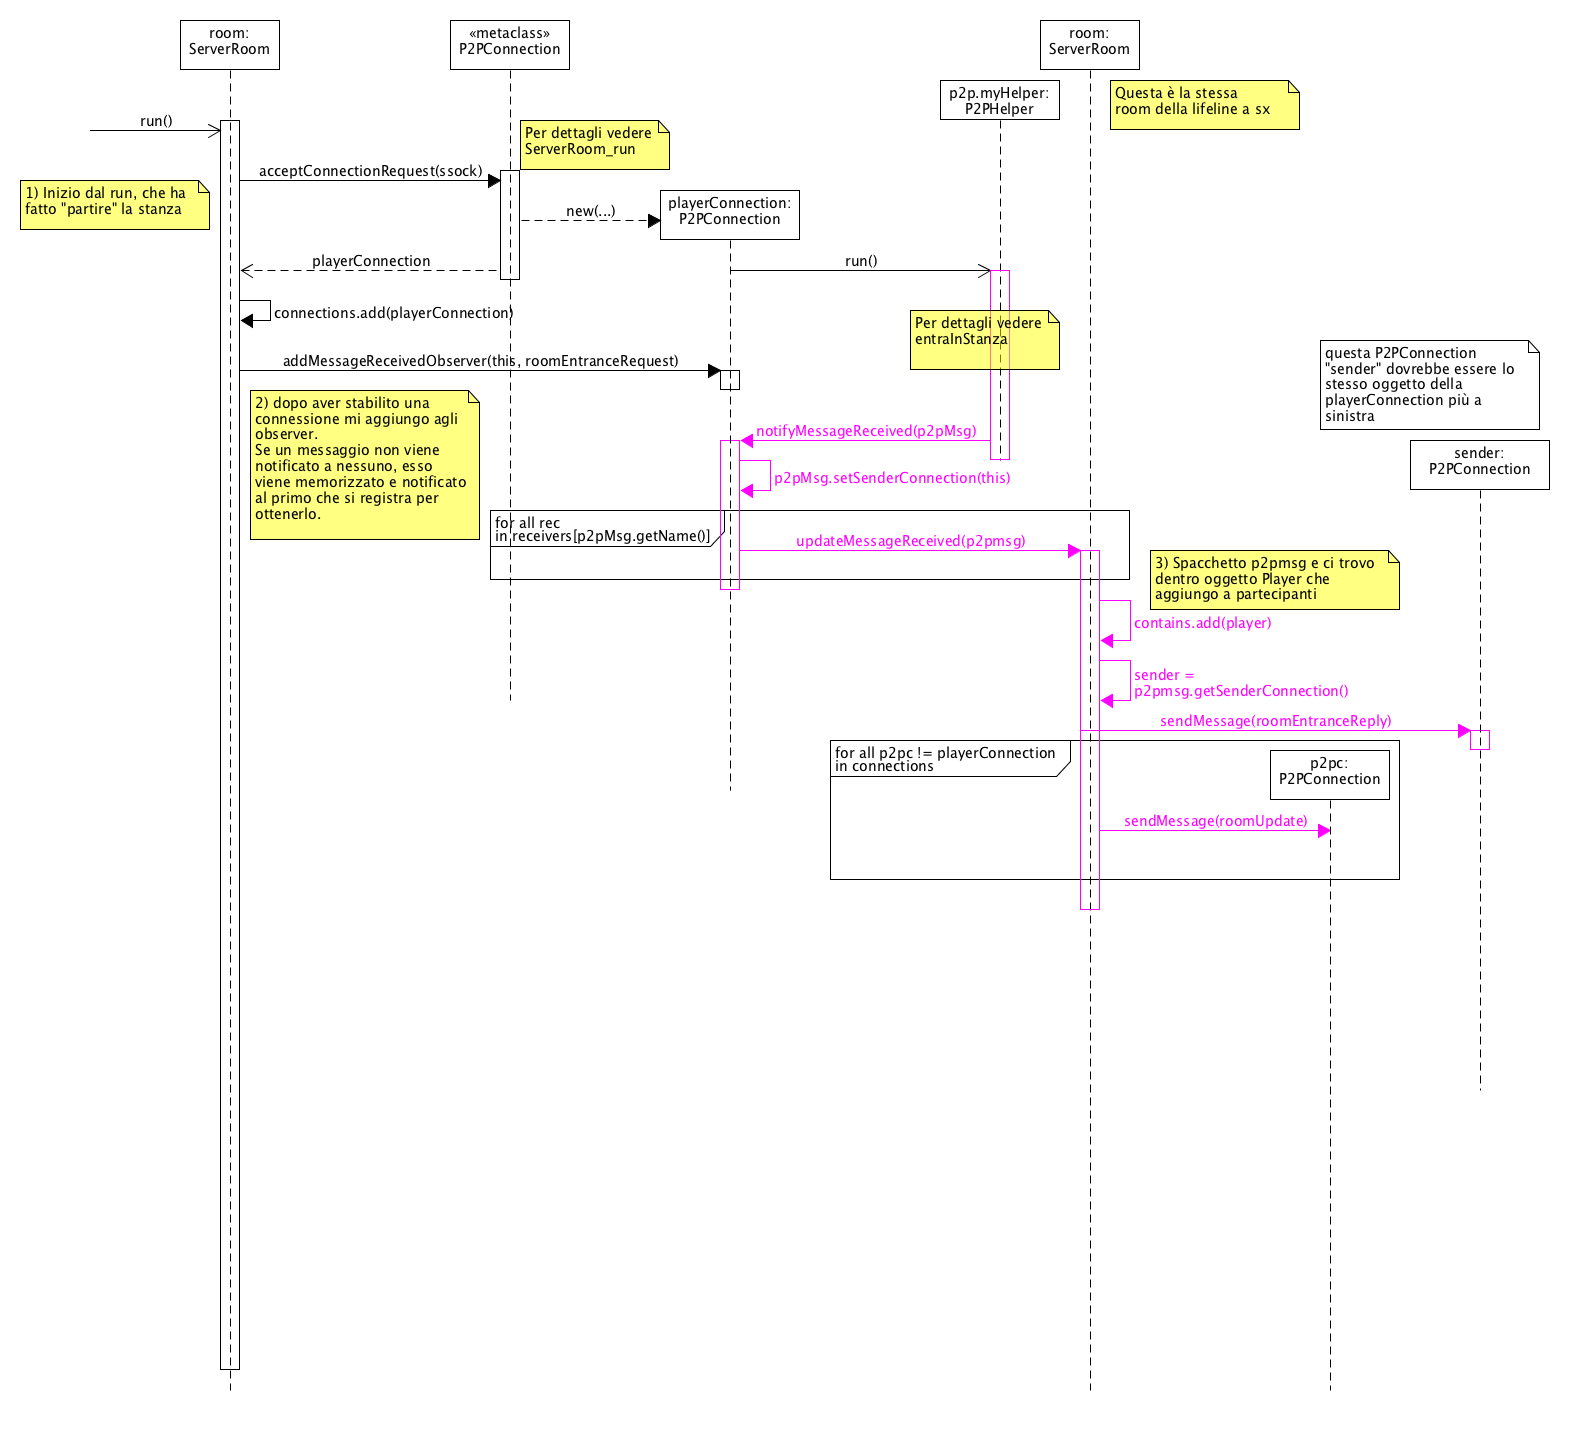 room:
ServerRoom
«metaclass»
P2PConnection
room:
ServerRoom
p2p.myHelper:
P2PHelper
Questa è la stessa
room della lifeline a sx
run()
Per dettagli vedere
ServerRoom_run
acceptConnectionRequest(ssock)
1) Inizio dal run, che ha
fatto "partire" la stanza
new(...)
playerConnection:
P2PConnection
playerConnection
run()
connections.add(playerConnection)
Per dettagli vedere
entraInStanza
addMessageReceivedObserver(this, roomEntranceRequest)
questa P2PConnection
"sender" dovrebbe essere lo
stesso oggetto della
playerConnection più a
sinistra
2) dopo aver stabilito una
connessione mi aggiungo agli
observer.
Se un messaggio non viene
notificato a nessuno, esso
viene memorizzato e notificato
al primo che si registra per
ottenerlo.
notifyMessageReceived(p2pMsg)
sender:
P2PConnection
p2pMsg.setSenderConnection(this)
for all rec
in receivers[p2pMsg.getName()]
updateMessageReceived(p2pmsg)
3) Spacchetto p2pmsg e ci trovo
dentro oggetto Player che
aggiungo a partecipanti
contains.add(player)
sender =
p2pmsg.getSenderConnection()
sendMessage(roomEntranceReply)
for all p2pc != playerConnection
in connections
p2pc:
P2PConnection
sendMessage(roomUpdate)